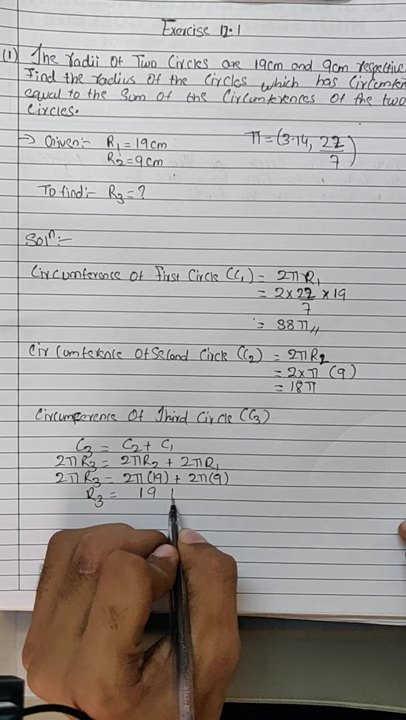 Exercise 12.1
(1) The radii Of Two Circles are 19cm and 9cm respective
Find the radius Of the Circles which has Circumferen
equal to the Sum of the Circumferences Of the two
Circles.
→ Given:- R₁ = 19cm π = (3.14, 22/7)
R₂ = 9cm
To find:- R₃ = ?
Solⁿ:-
Circumference Of First Circle (C₁) = 2πR₁
= 2×22/7×19
= 38π//
Circumference Of Second Circle (C₂) = 2πR₂
= 2×π (9)
= 18π
Circumference Of Third Circle (C₃)
C₃ = C₂ + C₁
2πR₃ = 2πR₂ + 2πR₁
2πR₃ = 2π(19) + 2π(9)
R₃ = 19